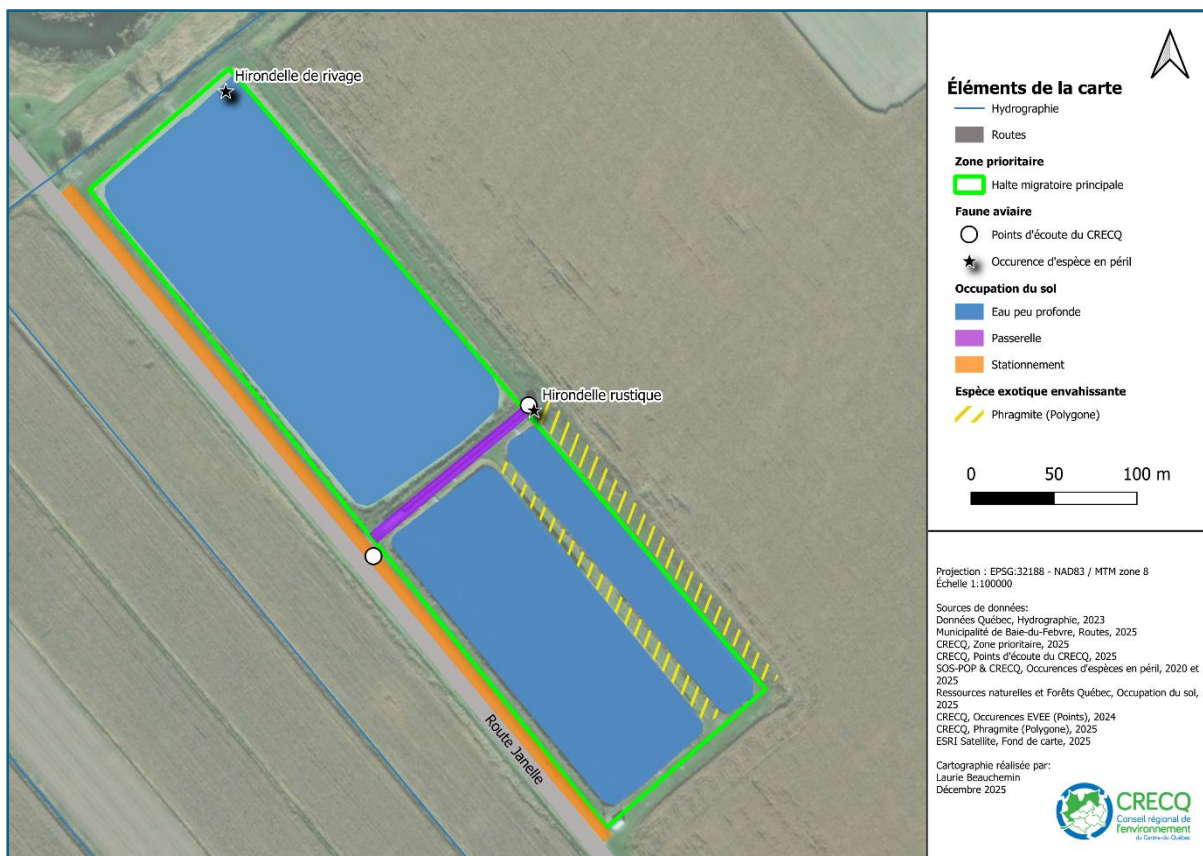 Hirondelle de rivage
Hirondelle rustique
Route Janelle
Éléments de la carte
Hydrographie
Routes
Zone prioritaire
Halte migratoire principale
Faune aviaire
Points d'écoute du CRECQ
Occurence d'espèce en péril
Occupation du sol
Eau peu profonde
Passerelle
Stationnement
Espèce exotique envahissante
Phragmite (Polygone)
0 50 100 m
Projection : EPSG:32188 - NAD83 / MTM zone 8
Échelle 1:100000
Sources de données:
Données Québec, Hydrographie, 2023
Municipalité de Baie-du-Febvre, Routes, 2025
CRECQ, Zone prioritaire, 2025
CRECQ, Points d'écoute du CRECQ, 2025
SOS-POP & CRECQ, Occurences d'espèces en péril, 2020 et
2025
Ressources naturelles et Forêts Québec, Occupation du sol,
2025
CRECQ, Occurences EVEE (Points), 2024
CRECQ, Phragmite (Polygone), 2025
ESRI Satellite, Fond de carte, 2025
Cartographie réalisée par:
Laurie Beauchemin
Décembre 2025
CRECQ
Conseil régional de
l'environnement
du Centre-du-Québec